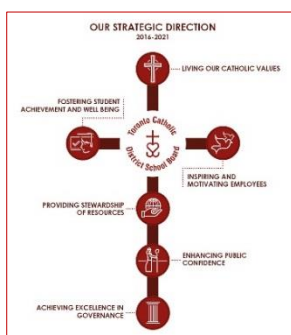 OUR STRATEGIC DIRECTION
2016-2021
LIVING OUR CATHOLIC VALUES
FOSTERING STUDENT
ACHIEVEMENT AND WELL BEING
Toronto Catholic
District School Board
INSPIRING AND
MOTIVATING EMPLOYEES
PROVIDING STEWARDSHIP
OF RESOURCES
ENHANCING PUBLIC
CONFIDENCE
ACHIEVING EXCELLENCE IN
GOVERNANCE